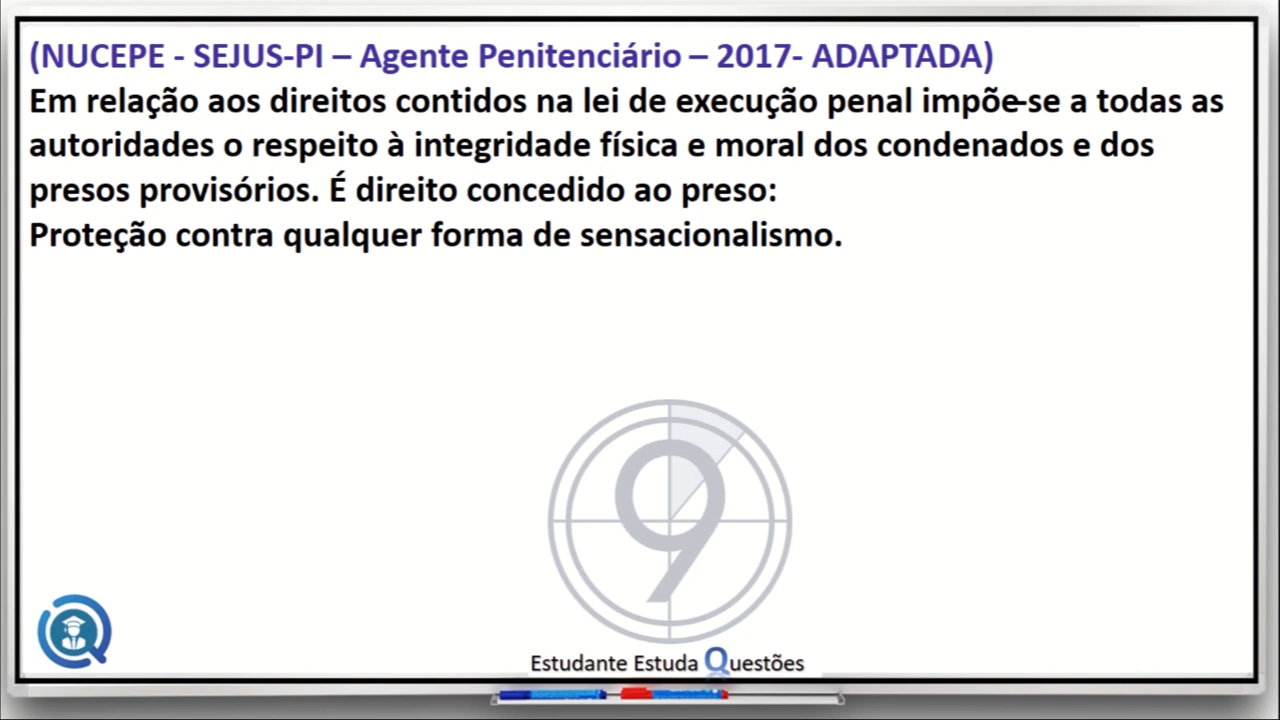 (NUCEPE - SEJUS-PI – Agente Penitenciário – 2017- ADAPTADA)
Em relação aos direitos contidos na lei de execução penal impõe-se a todas as
autoridades o respeito à integridade física e moral dos condenados e dos
presos provisórios. É direito concedido ao preso:
Proteção contra qualquer forma de sensacionalismo.
9
Estudante Estuda Questões